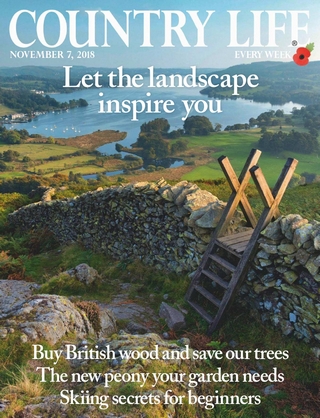 COUNTRY LIFE®
NOVEMBER 7, 2018
EVERY WEEK
Let the landscape
inspire you
Buy British wood and save our trees
The new peony your garden needs
Skiing secrets for beginners